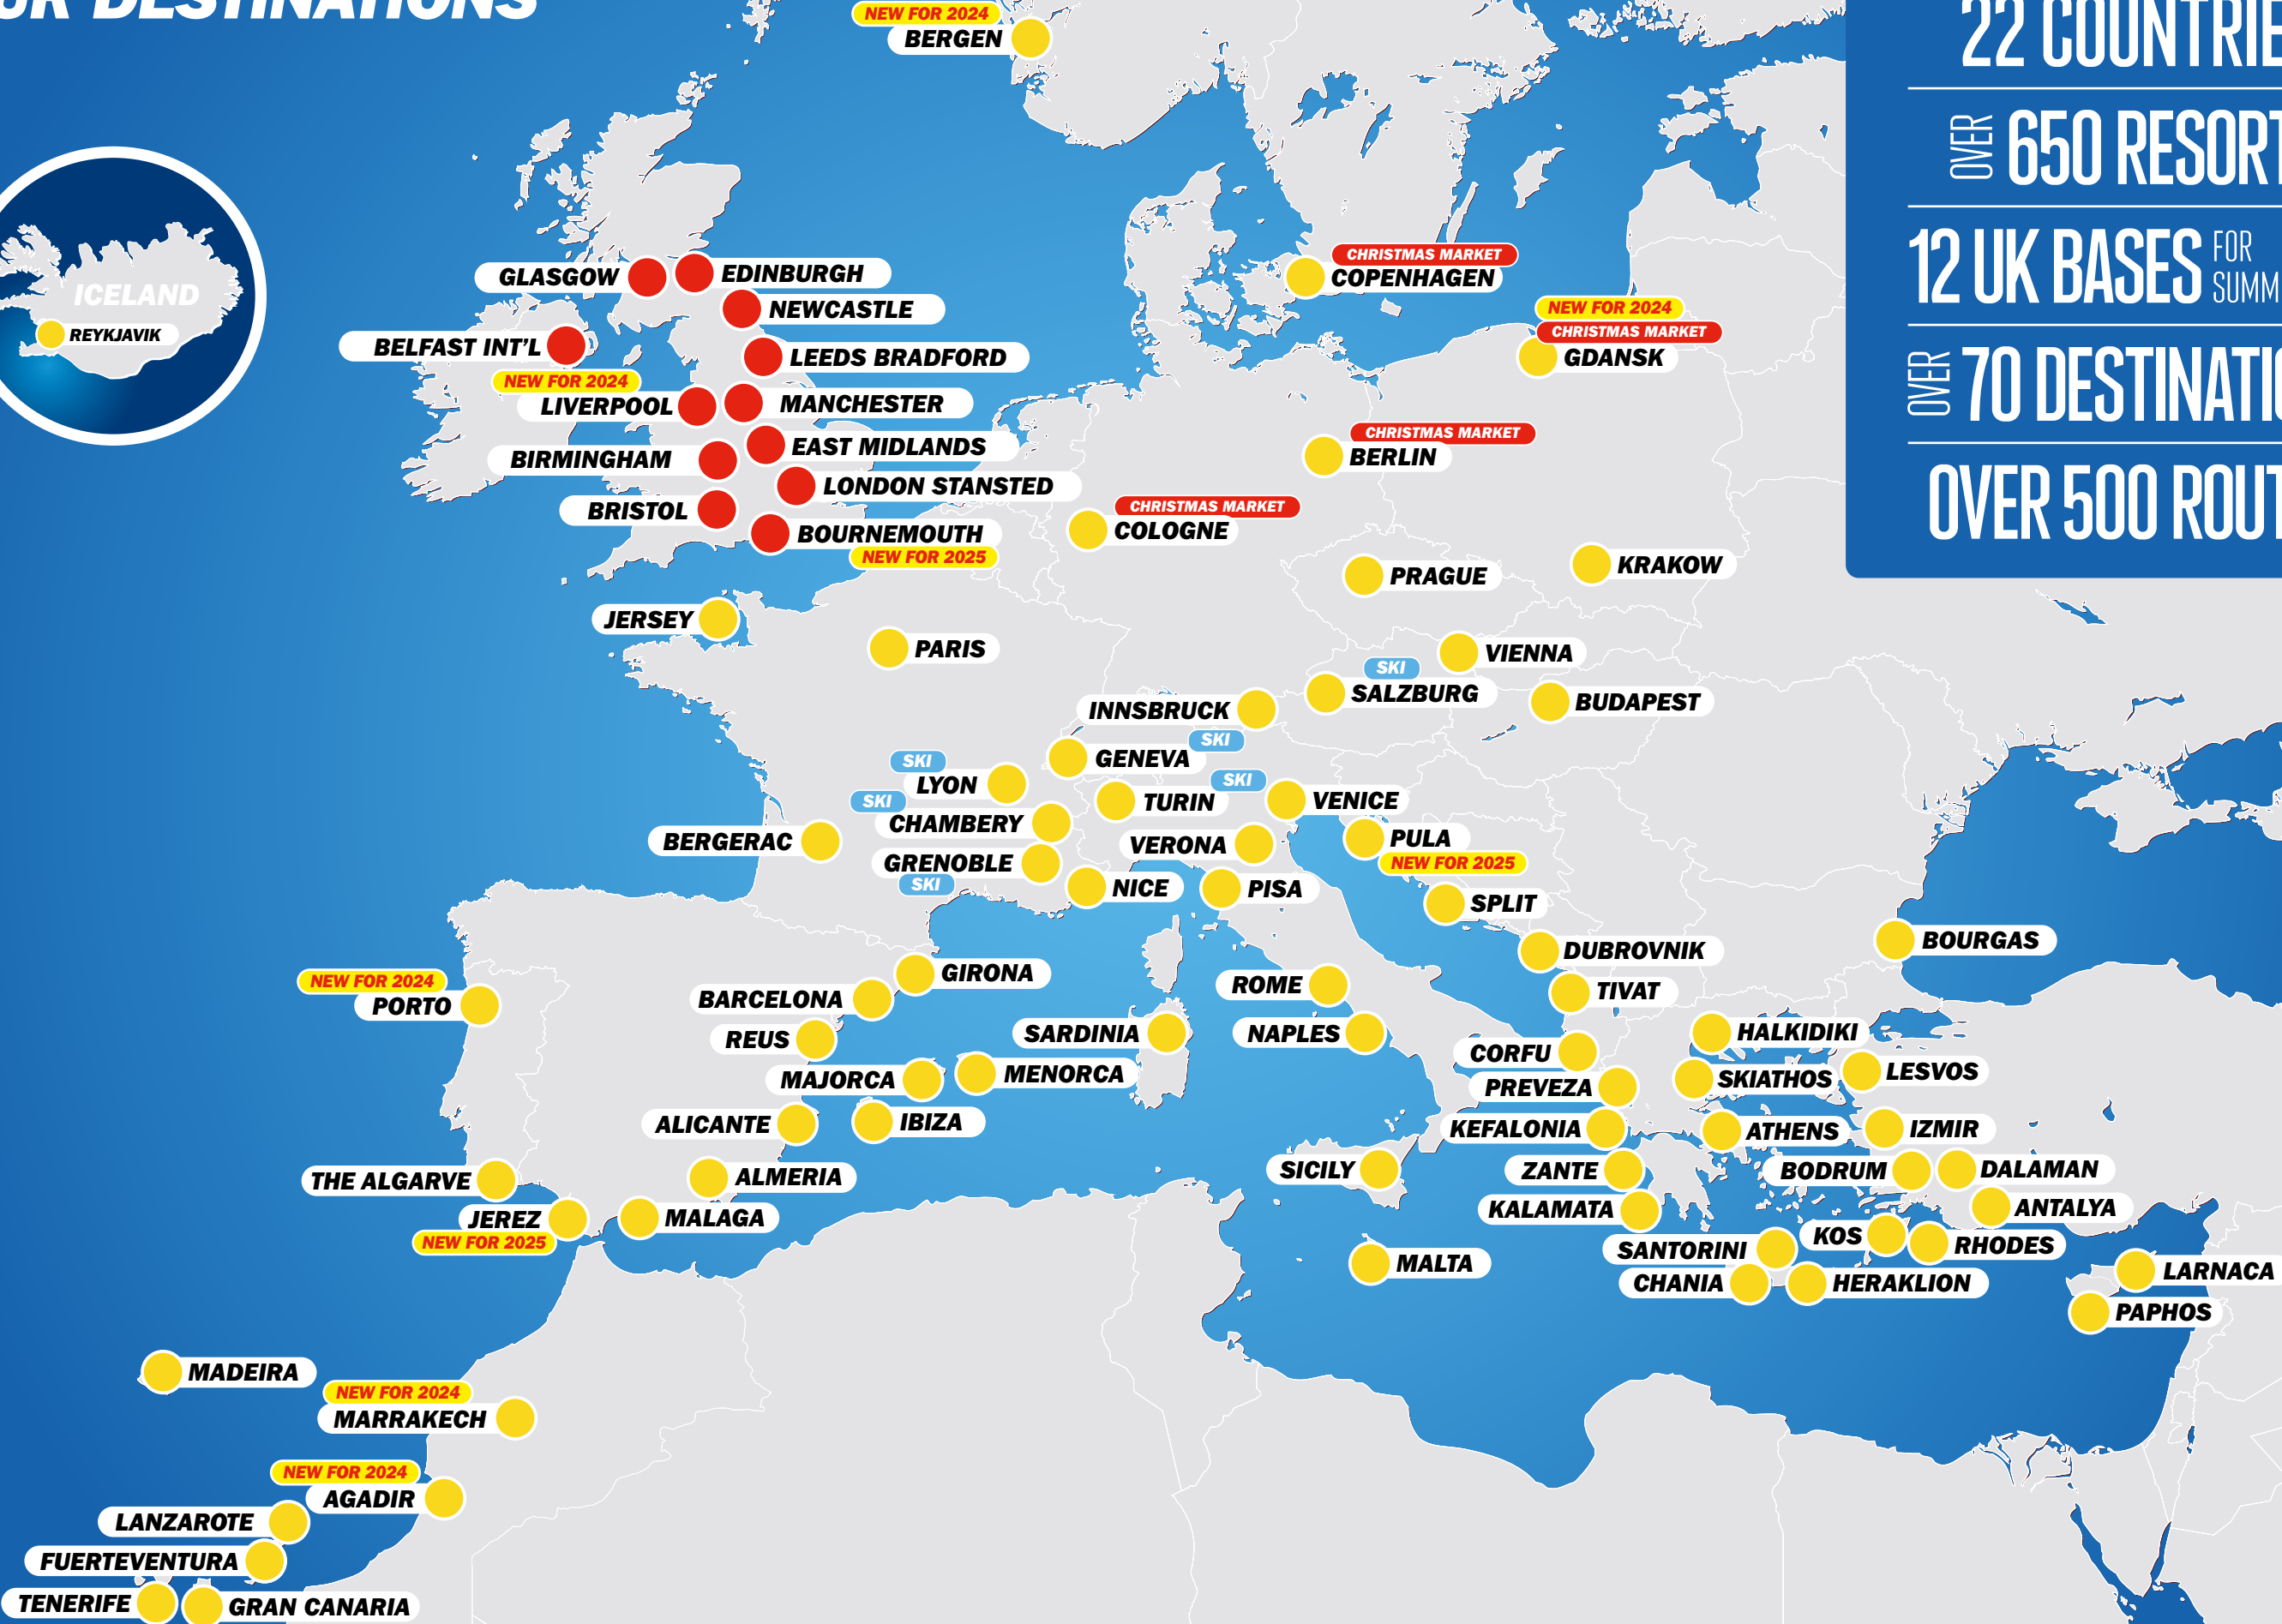 DESTINATIONS
NEW FOR 2024
BERGEN
22 COUNTRIE
OVER 650 RESORT
12 UK BASES FOR
SUMM
OVER 70 DESTINATIO
OVER 500 ROUT
ICELAND
REYKJAVIK
GLASGOW
EDINBURGH
NEWCASTLE
BELFAST INT'L
LEEDS BRADFORD
NEW FOR 2024
LIVERPOOL
MANCHESTER
EAST MIDLANDS
BIRMINGHAM
LONDON STANSTED
BRISTOL
BOURNEMOUTH
NEW FOR 2025
CHRISTMAS MARKET
COPENHAGEN
NEW FOR 2024
CHRISTMAS MARKET
GDANSK
CHRISTMAS MARKET
BERLIN
CHRISTMAS MARKET
COLOGNE
PRAGUE
KRAKOW
JERSEY
PARIS
VIENNA
SKI
SALZBURG
BUDAPEST
INNSBRUCK
SKI
GENEVA
SKI
LYON
SKI
TURIN
VENICE
SKI
CHAMBERY
BERGERAC
VERONA
PULA
NEW FOR 2025
GRENOBLE
SKI
NICE
PISA
SPLIT
DUBROVNIK
BOURGAS
GIRONA
NEW FOR 2024
PORTO
BARCELONA
ROME
TIVAT
REUS
SARDINIA
NAPLES
HALKIDIKI
CORFU
MAJORCA
MENORCA
PREVEZA
SKIATHOS
LESVOS
ALICANTE
IBIZA
KEFALONIA
ATHENS
IZMIR
THE ALGARVE
ALMERIA
SICILY
ZANTE
BODRUM
DALAMAN
JEREZ
NEW FOR 2025
MALAGA
KALAMATA
ANTALYA
SANTORINI
KOS
RHODES
MALTA
CHANIA
HERAKLION
LARNACA
PAPHOS
MADEIRA
NEW FOR 2024
MARRAKECH
NEW FOR 2024
AGADIR
LANZAROTE
FUERTEVENTURA
TENERIFE
GRAN CANARIA